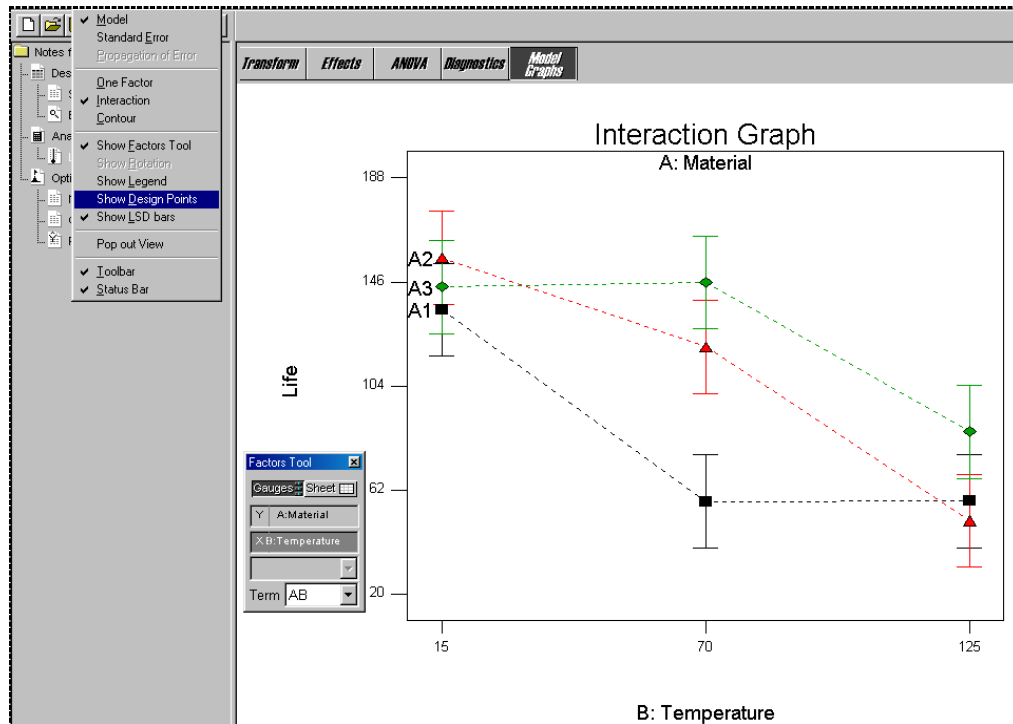 Model
Standard Error
Propagation of Error
One Factor
Interaction
Contour
Show Factors Tool
Show Rotation
Show Legend
Show Design Points
Show LSD bars
Pop out View
Toolbar
Status Bar
Notes f
Des
Ana
Opti
Transform Effects ANOVA Diagnostics Model Graphs
Interaction Graph
A: Material
188
146
104
62
20
Life
A2
A3
A1
Factors Tool
Gauges Sheet
Y A:Material
X B:Temperature
Term AB
15 70 125
B: Temperature